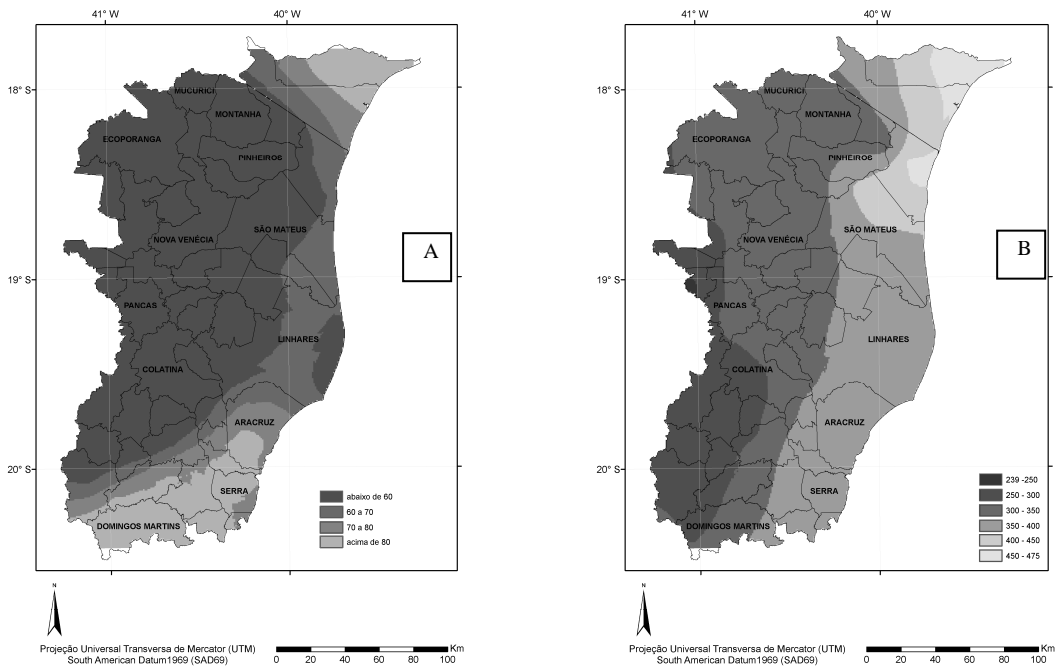 41° W
40° W
18° S
19° S
20° S
MUCURICI
MONTANHA
ECOPORANGA
PINHEIROS
SÃO MATEUS
NOVA VENÉCIA
PANCAS
LINHARES
COLATINA
ARACRUZ
SERRA
DOMINGOS MARTINS
A
abaixo de 60
60 a 70
70 a 80
acima de 80
N
Projeção Universal Transversa de Mercator (UTM)
South American Datum1969 (SAD69)
Km
0 20 40 60 80 100
41° W
40° W
18° S
19° S
20° S
MUCURICI
MONTANHA
ECOPORANGA
PINHEIROS
SÃO MATEUS
NOVA VENÉCIA
PANCAS
LINHARES
COLATINA
ARACRUZ
SERRA
DOMINGOS MARTINS
B
239 -250
250 - 300
300 - 350
350 - 400
400 - 450
450 - 475
N
Projeção Universal Transversa de Mercator (UTM)
South American Datum1969 (SAD69)
Km
0 20 40 60 80 100